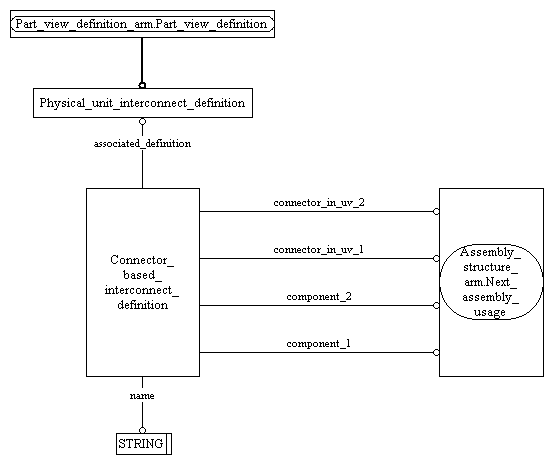 Part_view_definition_arm.Part_view_definition
Physical_unit_interconnect_definition
associated_definition
connector_in_uv_2
connector_in_uv_1
component_2
component_1
Connector_
based_
interconnect_
definition
Assembly_
structure_
arm.Next_
assembly_
usage
name
STRING